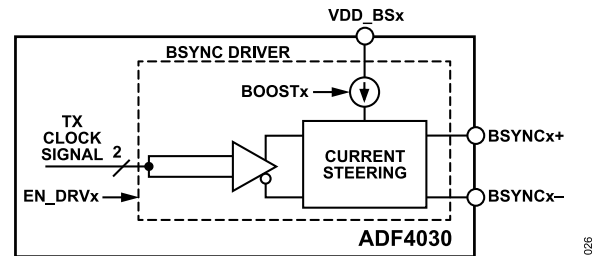 VDD_BSx
BSYNC DRIVER
BOOSTx
TX
CLOCK
SIGNAL 2
EN_DRVx
CURRENT
STEERING
BSYNCx+
BSYNCx–
ADF4030
026